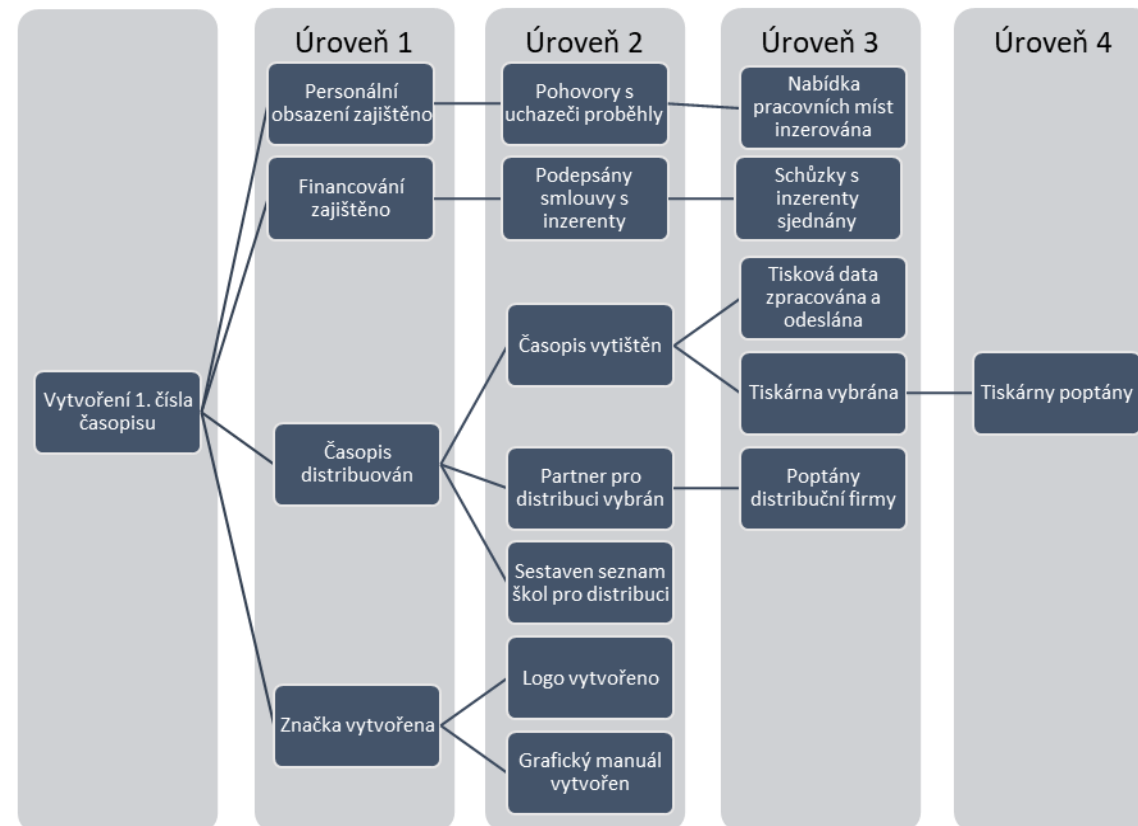 Úroveň 1
Úroveň 2
Úroveň 3
Úroveň 4
Personální
obsazení zajištěno
Pohovory s
uchazeči proběhly
Nabídka
pracovních míst
inzerována
Financování
zajištěno
Podepsány
smlouvy s
inzerenty
Schůzky s
inzerenty
sjednány
Tisková data
zpracována a
odeslána
Časopis vytištěn
Vytvoření 1. čísla
časopisu
Tiskárna vybrána
Tiskárny poptány
Časopis
distribuován
Partner pro
distribuci vybrán
Poptány
distribuční firmy
Sestaven seznam
škol pro distribuci
Logo vytvořeno
Značka vytvořena
Grafický manuál
vytvořen